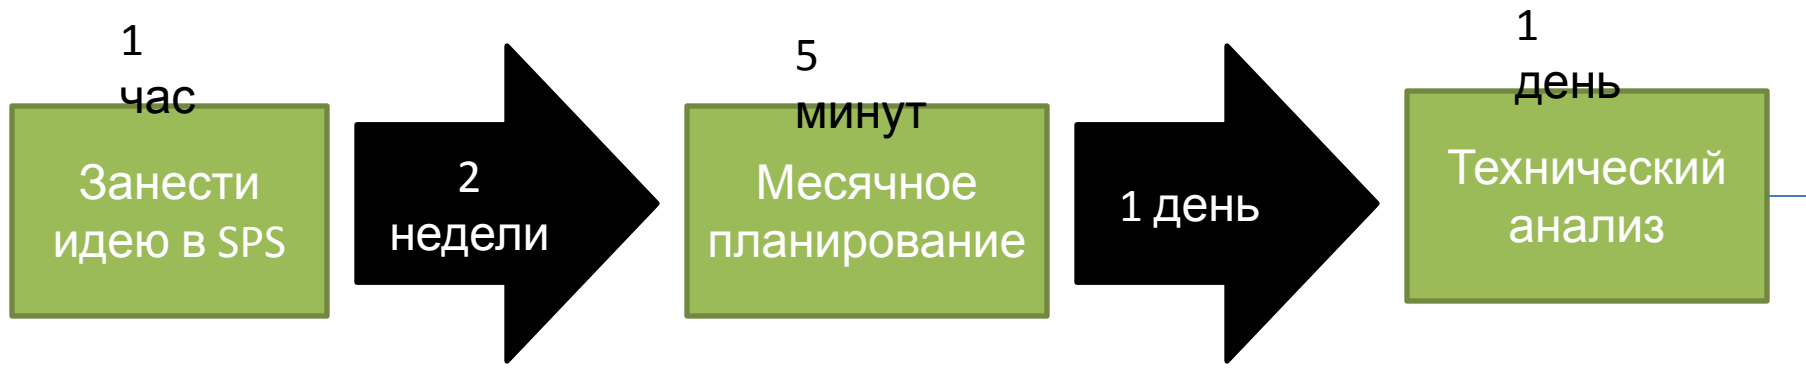 1
час
Занести
идею в SPS
2
недели
5
минут
Месячное
планирование
1 день
1
день
Технический
анализ